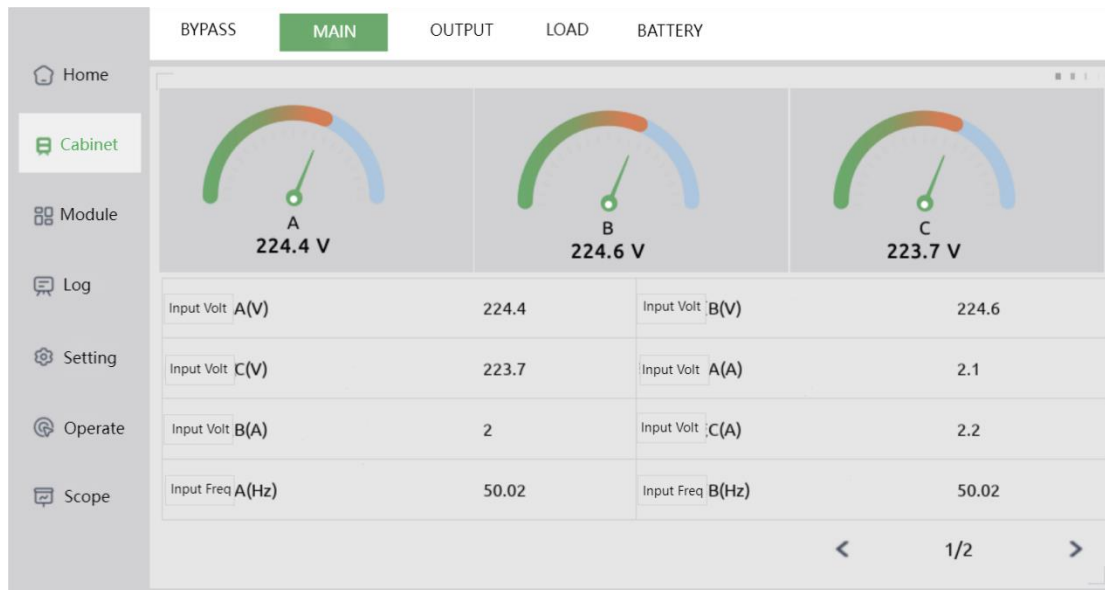 BYPASS MAIN OUTPUT LOAD BATTERY
Home
Cabinet
Module
Log
Setting
Operate
Scope
A
224.4 V
B
224.6 V
C
223.7 V
Input Volt A(V) 224.4 Input Volt B(V) 224.6
Input Volt C(V) 223.7 Input Volt A(A) 2.1
Input Volt B(A) 2 Input Volt C(A) 2.2
Input Freq A(Hz) 50.02 Input Freq B(Hz) 50.02
< 1/2 >